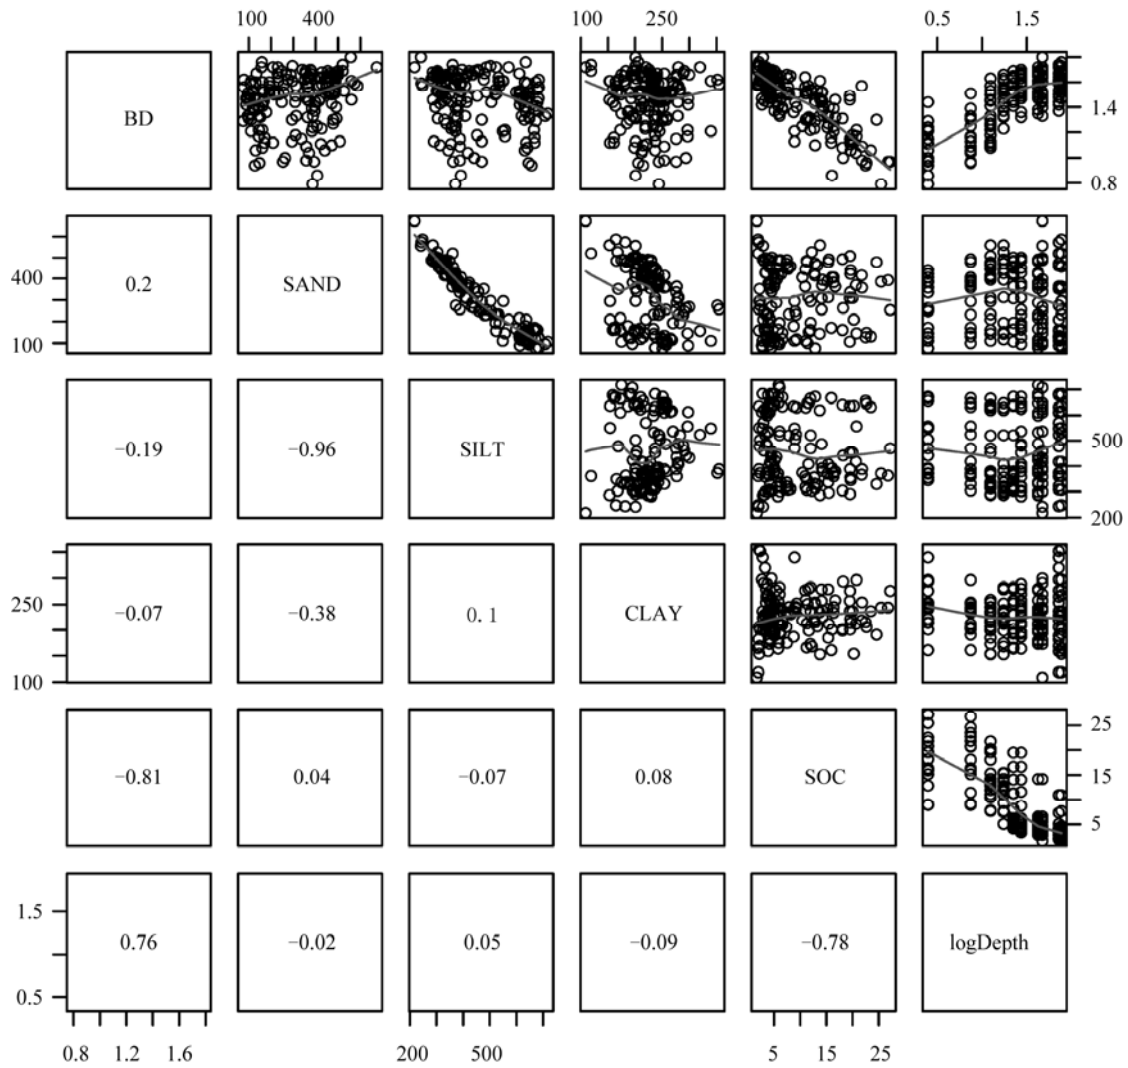 100 400 100 250 0.5 1.5
BD 1.4
0.8
400 0.2 SAND
100
−0.19 −0.96 SILT 500
200
250 −0.07 −0.38 0.1 CLAY
100
25
−0.81 0.04 −0.07 0.08 SOC 15
5
1.5
0.76 −0.02 0.05 −0.09 −0.78 logDepth
0.5
0.8 1.2 1.6 200 500 5 15 25